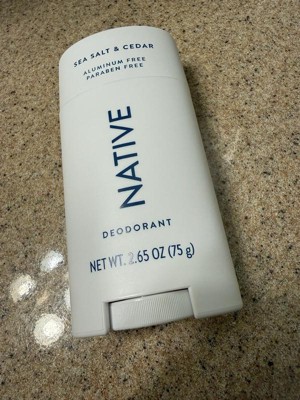 SEA SALT & CEDAR
ALUMINUM FREE
PARABEN FREE
NATIVE
DEODORANT
NET WT. 2.65 OZ (75 g)